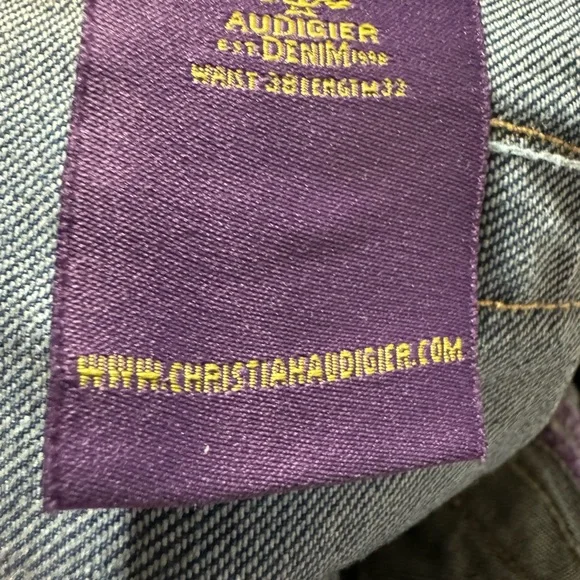 AUDIGIER
EST. DENIM 1998
WAIST 38 LENGTH 32
WWW.CHRISTIANAUDIGIER.COM